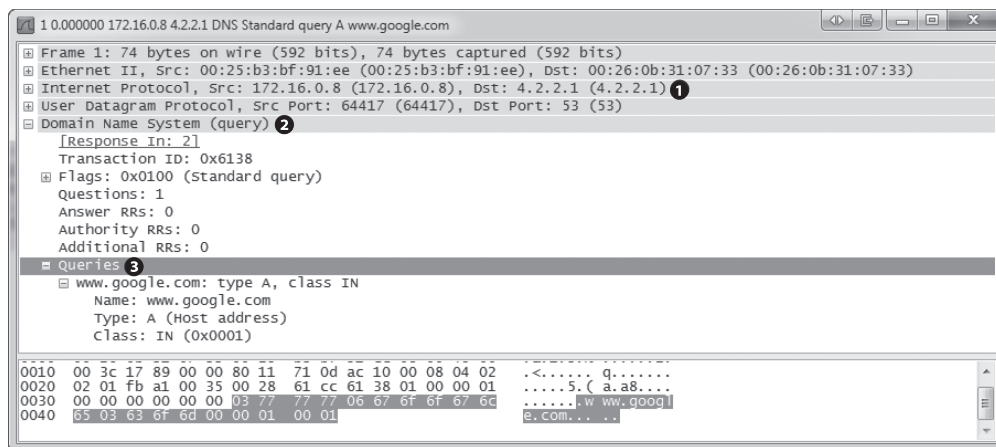 1 0.000000 172.16.0.8 4.2.2.1 DNS Standard query A www.google.com
Frame 1: 74 bytes on wire (592 bits), 74 bytes captured (592 bits)
Ethernet II, Src: 00:25:b3:bf:91:ee (00:25:b3:bf:91:ee), Dst: 00:26:0b:31:07:33 (00:26:0b:31:07:33)
Internet Protocol, Src: 172.16.0.8 (172.16.0.8), Dst: 4.2.2.1 (4.2.2.1) 1
User Datagram Protocol, Src Port: 64417 (64417), Dst Port: 53 (53)
Domain Name System (query) 2
[Response In: 2]
Transaction ID: 0x6138
Flags: 0x0100 (Standard query)
Questions: 1
Answer RRs: 0
Authority RRs: 0
Additional RRs: 0
Queries 3
www.google.com: type A, class IN
Name: www.google.com
Type: A (Host address)
Class: IN (0x0001)
0010 00 3c 17 89 00 00 80 11 71 0d ac 10 00 08 04 02 .<...... q.......
0020 02 01 fb a1 00 35 00 28 61 cc 61 38 01 00 00 01 .....5.( a.a8....
0030 00 00 00 00 00 00 03 77 77 77 06 67 6f 6f 67 6c .......w ww.googl
0040 65 03 63 6f 6d 00 00 01 00 01 e.com... ..